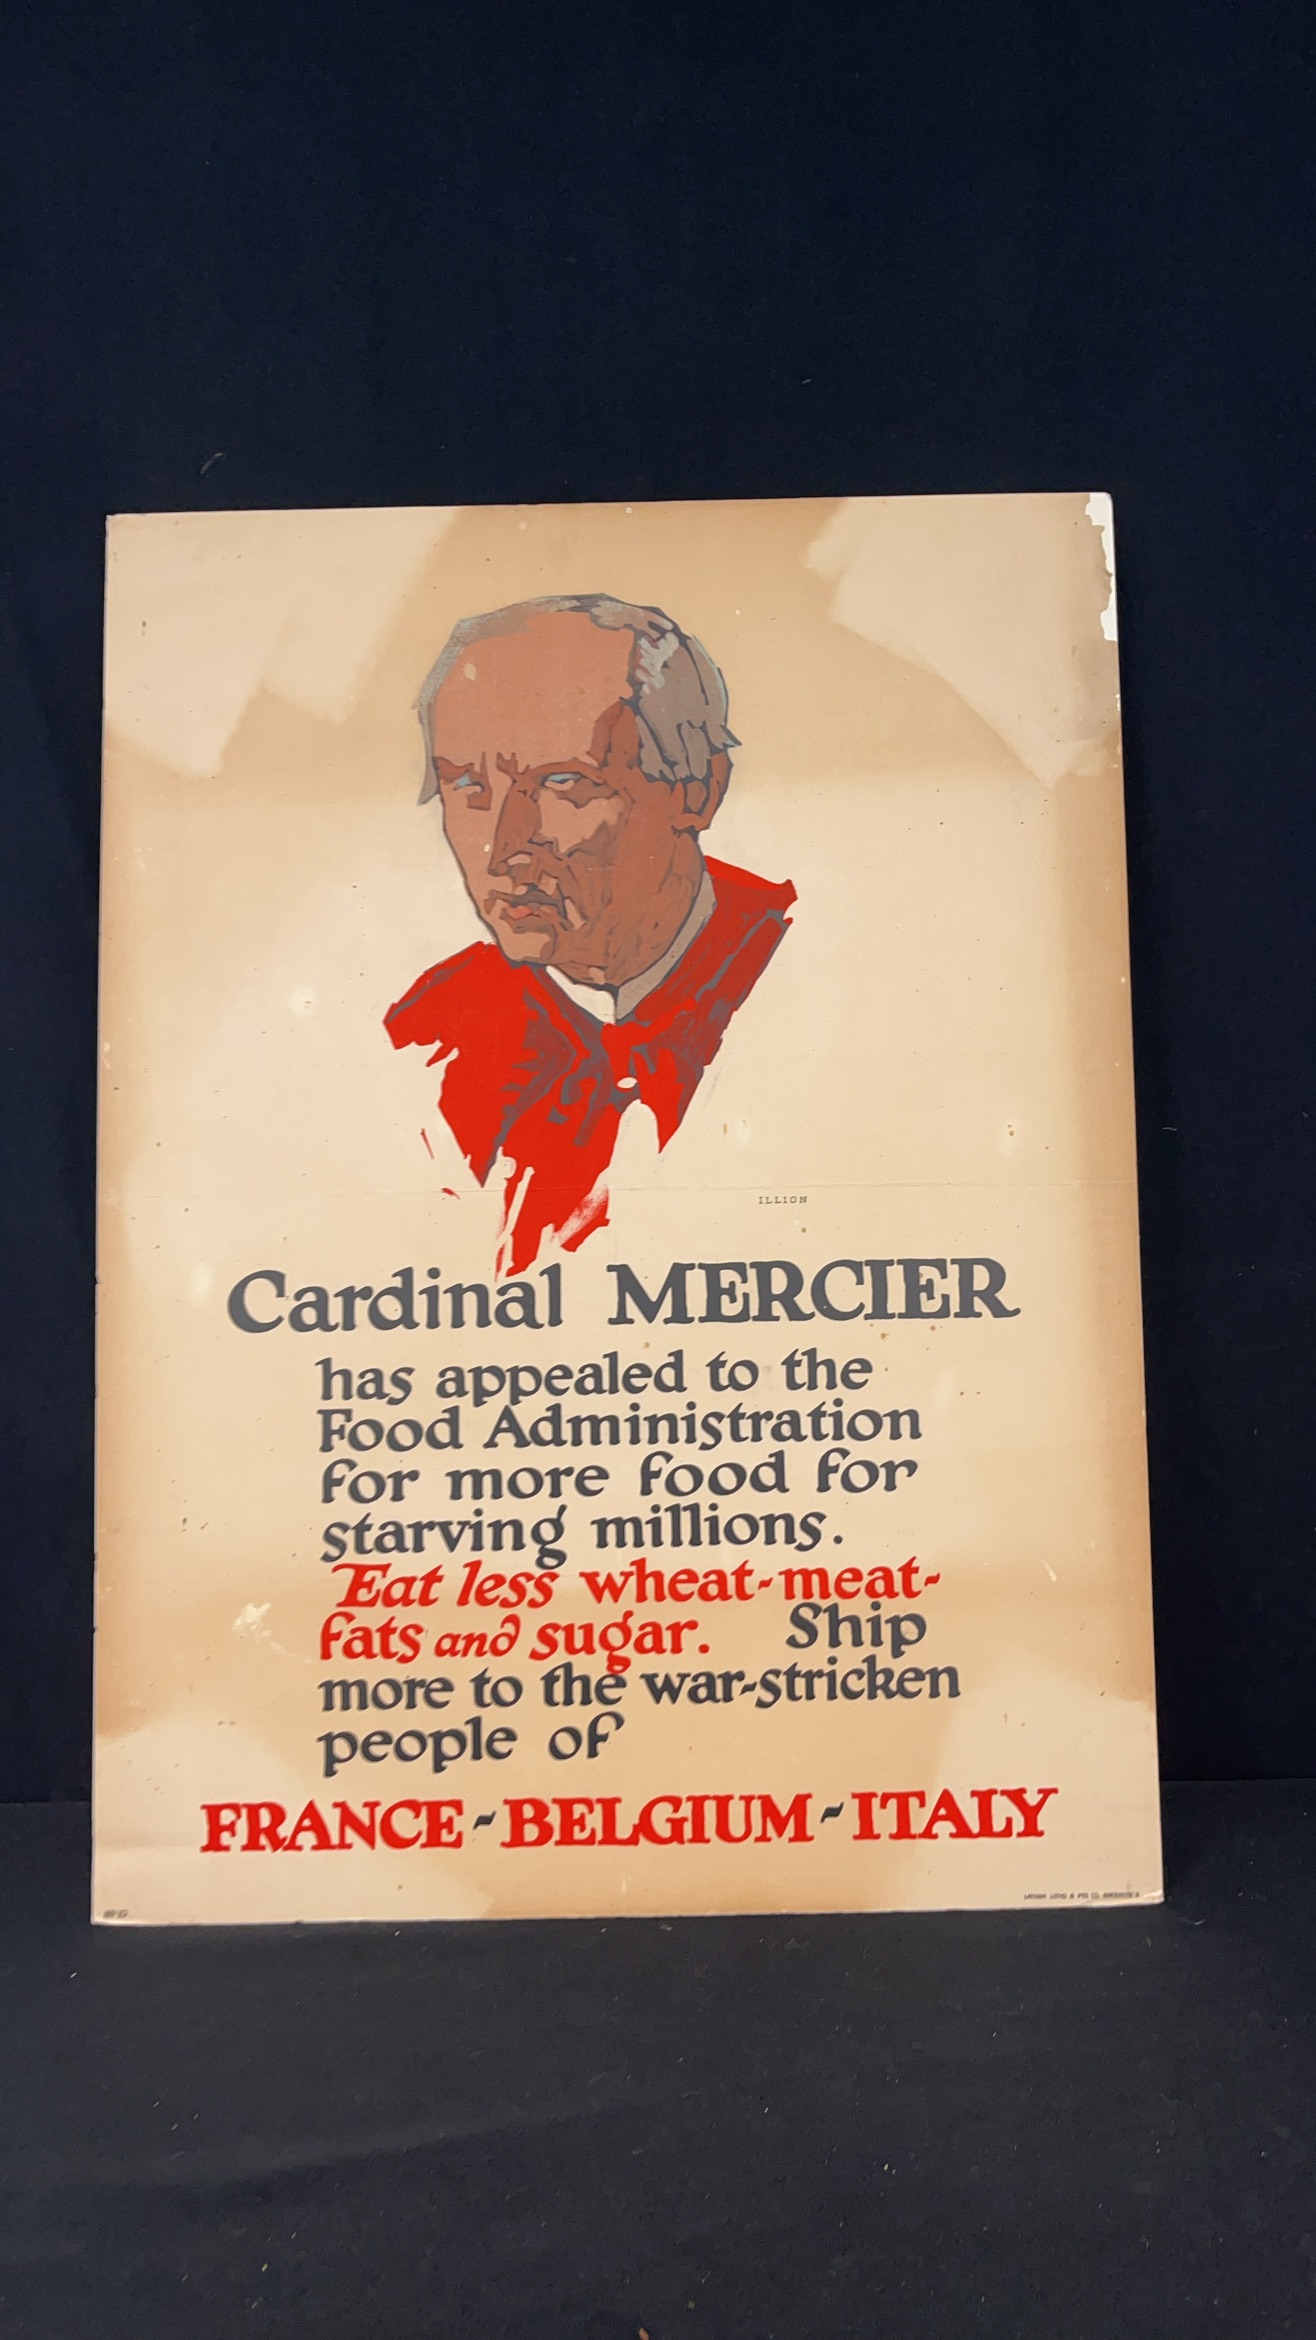 ILLION
Cardinal MERCIER
has appealed to the
Food Administration
for more food for
starving millions.
Eat less wheat-meat-
fats and sugar. Ship
more to the war-stricken
people of
FRANCE-BELGIUM-ITALY